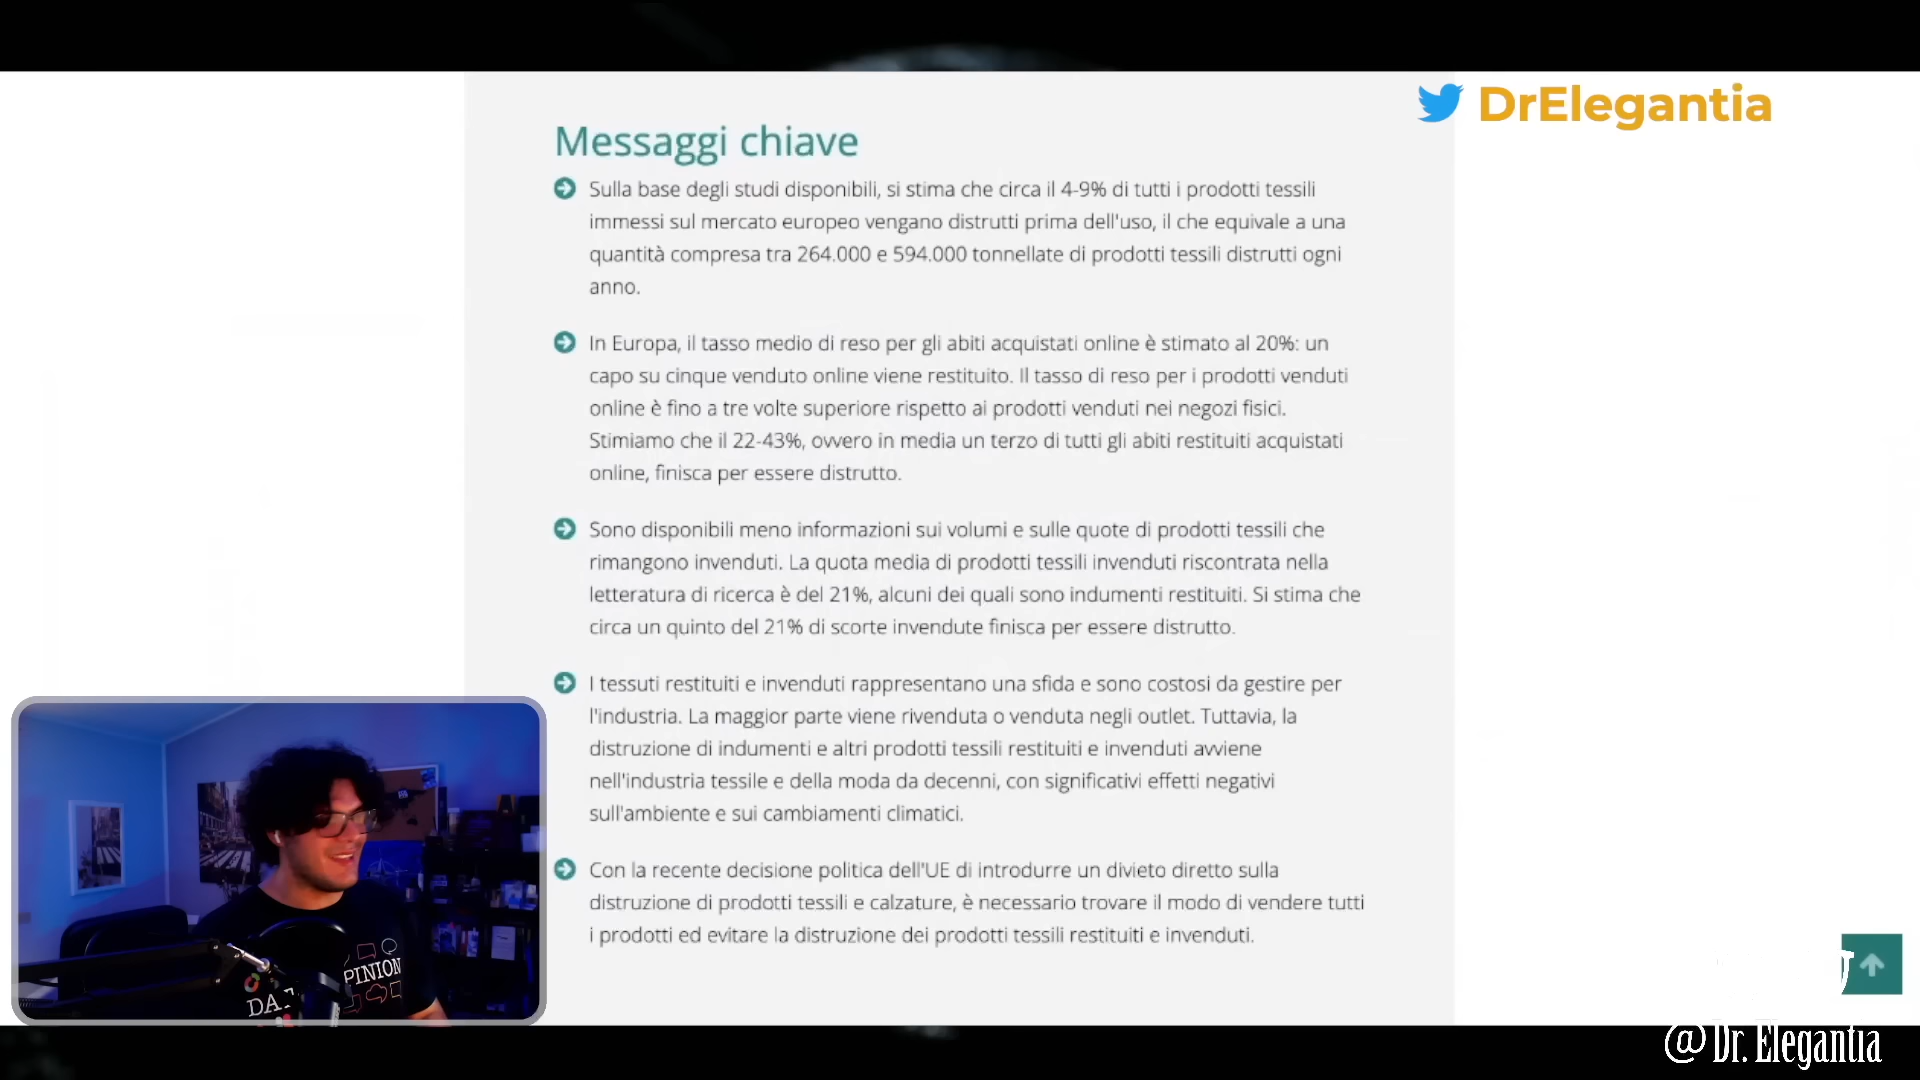 DrElegantia
Messaggi chiave
Sulla base degli studi disponibili, si stima che circa il 4-9% di tutti i prodotti tessili
immessi sul mercato europeo vengano distrutti prima dell'uso, il che equivale a una
quantità compresa tra 264.000 e 594.000 tonnellate di prodotti tessili distrutti ogni
anno.
In Europa, il tasso medio di reso per gli abiti acquistati online è stimato al 20%: un
capo su cinque venduto online viene restituito. Il tasso di reso per i prodotti venduti
online è fino a tre volte superiore rispetto ai prodotti venduti nei negozi fisici.
Stimiamo che il 22-43%, ovvero in media un terzo di tutti gli abiti restituiti acquistati
online, finisca per essere distrutto.
Sono disponibili meno informazioni sui volumi e sulle quote di prodotti tessili che
rimangono invenduti. La quota media di prodotti tessili invenduti riscontrata nella
letteratura di ricerca è del 21%, alcuni dei quali sono indumenti restituiti. Si stima che
circa un quinto del 21% di scorte invendute finisca per essere distrutto.
I tessuti restituiti e invenduti rappresentano una sfida e sono costosi da gestire per
l'industria. La maggior parte viene rivenduta o venduta negli outlet. Tuttavia, la
distruzione di indumenti e altri prodotti tessili restituiti e invenduti avviene
nell'industria tessile e della moda da decenni, con significativi effetti negativi
sull'ambiente e sui cambiamenti climatici.
Con la recente decisione politica dell'UE di introdurre un divieto diretto sulla
distruzione di prodotti tessili e calzature, è necessario trovare il modo di vendere tutti
i prodotti ed evitare la distruzione dei prodotti tessili restituiti e invenduti.
@Dr. Elegantia